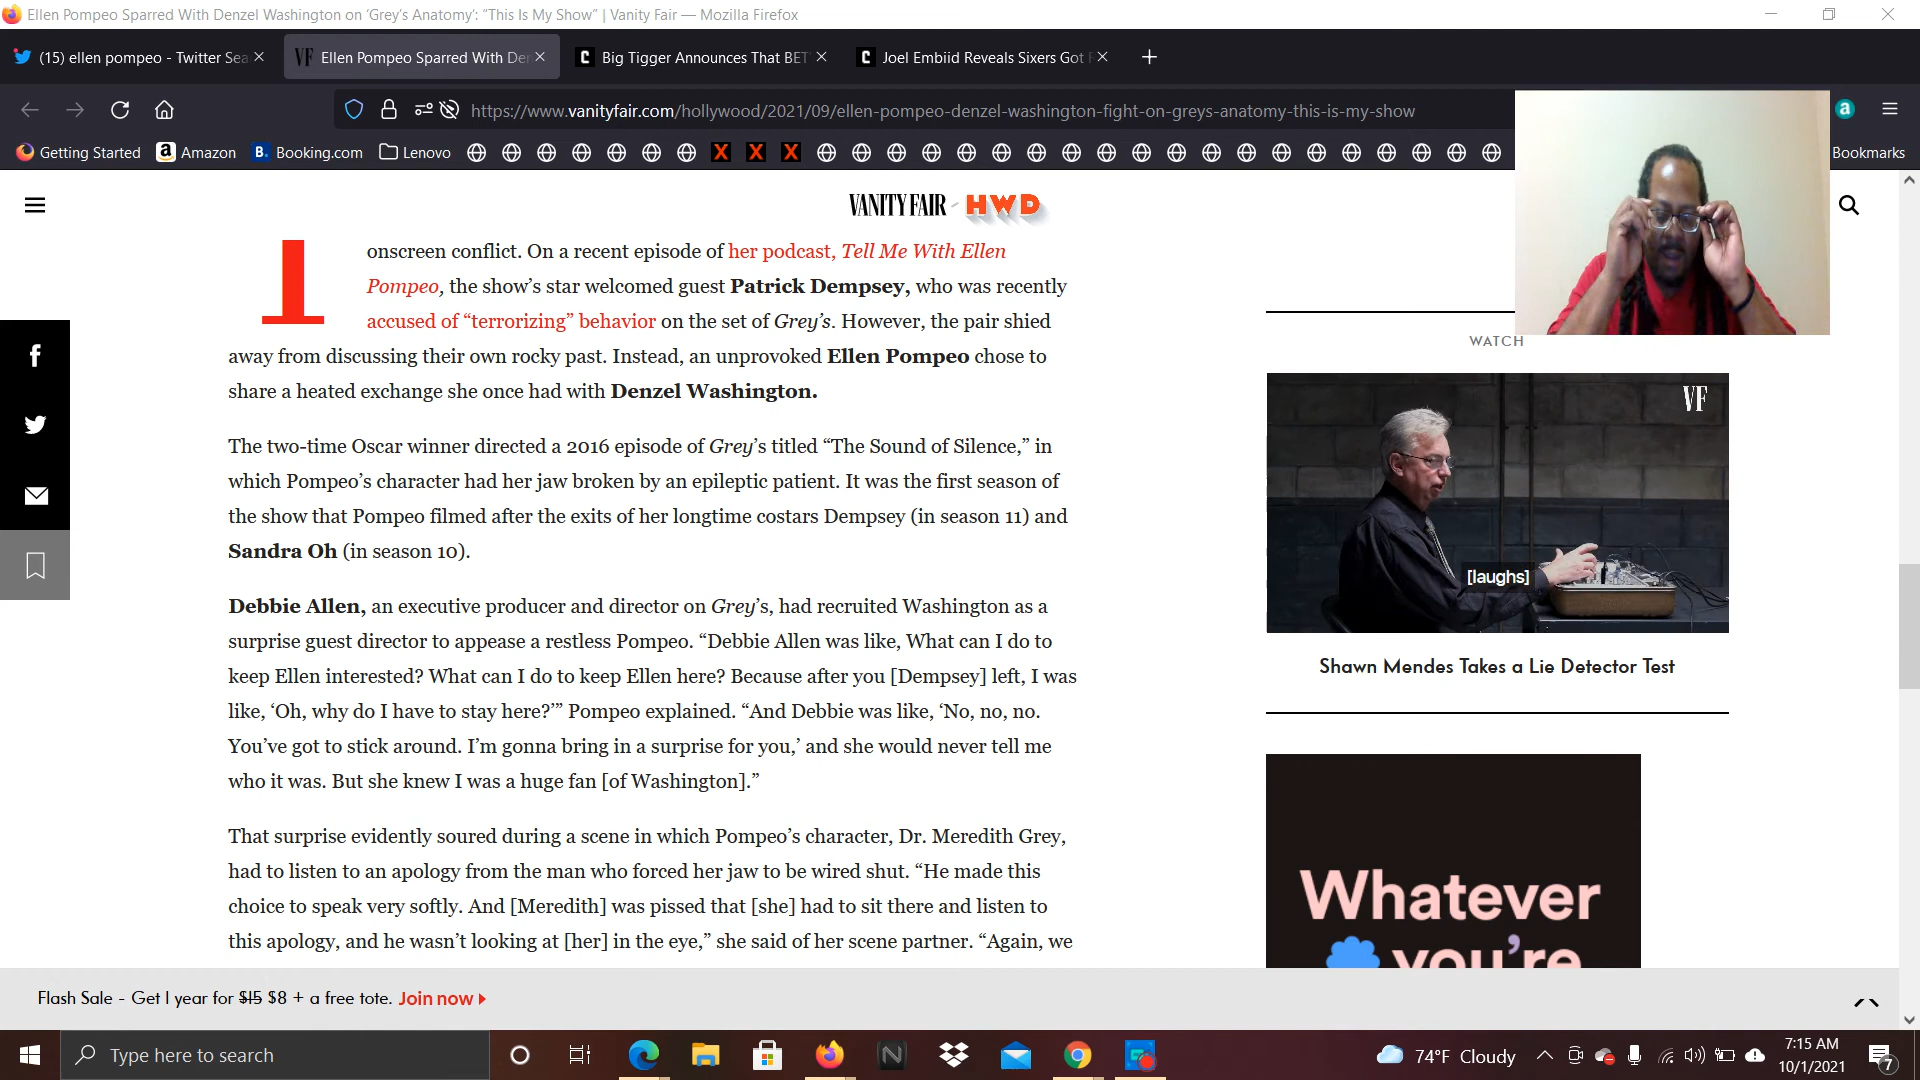 Ellen Pompeo Sparred With Denzel Washington on ‘Grey’s Anatomy’: “This Is My Show” | Vanity Fair — Mozilla Firefox
(15) ellen pompeo - Twitter Sea
Ellen Pompeo Sparred With De
Big Tigger Announces That BET
Joel Embiid Reveals Sixers Got
https://www.vanityfair.com/hollywood/2021/09/ellen-pompeo-denzel-washington-fight-on-greys-anatomy-this-is-my-show
Getting Started
Amazon
Booking.com
Lenovo
Bookmarks
VANITY FAIR - HWD
onscreen conflict. On a recent episode of her podcast, Tell Me With Ellen
Pompeo, the show’s star welcomed guest Patrick Dempsey, who was recently
accused of “terrorizing” behavior on the set of Grey’s. However, the pair shied
away from discussing their own rocky past. Instead, an unprovoked Ellen Pompeo chose to
share a heated exchange she once had with Denzel Washington.
The two-time Oscar winner directed a 2016 episode of Grey’s titled “The Sound of Silence,” in
which Pompeo’s character had her jaw broken by an epileptic patient. It was the first season of
the show that Pompeo filmed after the exits of her longtime costars Dempsey (in season 11) and
Sandra Oh (in season 10).
Debbie Allen, an executive producer and director on Grey’s, had recruited Washington as a
surprise guest director to appease a restless Pompeo. “Debbie Allen was like, What can I do to
keep Ellen interested? What can I do to keep Ellen here? Because after you [Dempsey] left, I was
like, ‘Oh, why do I have to stay here?’” Pompeo explained. “And Debbie was like, ‘No, no, no.
You’ve got to stick around. I’m gonna bring in a surprise for you,’ and she would never tell me
who it was. But she knew I was a huge fan [of Washington].”
That surprise evidently soured during a scene in which Pompeo’s character, Dr. Meredith Grey,
had to listen to an apology from the man who forced her jaw to be wired shut. “He made this
choice to speak very softly. And [Meredith] was pissed that [she] had to sit there and listen to
this apology, and he wasn’t looking at [her] in the eye,” she said of her scene partner. “Again, we
WATCH
VF
[laughs]
Shawn Mendes Takes a Lie Detector Test
Whatever
you’re
Flash Sale - Get 1 year for $15 $8 + a free tote. Join now
Type here to search
74°F Cloudy
7:15 AM
10/1/2021
7